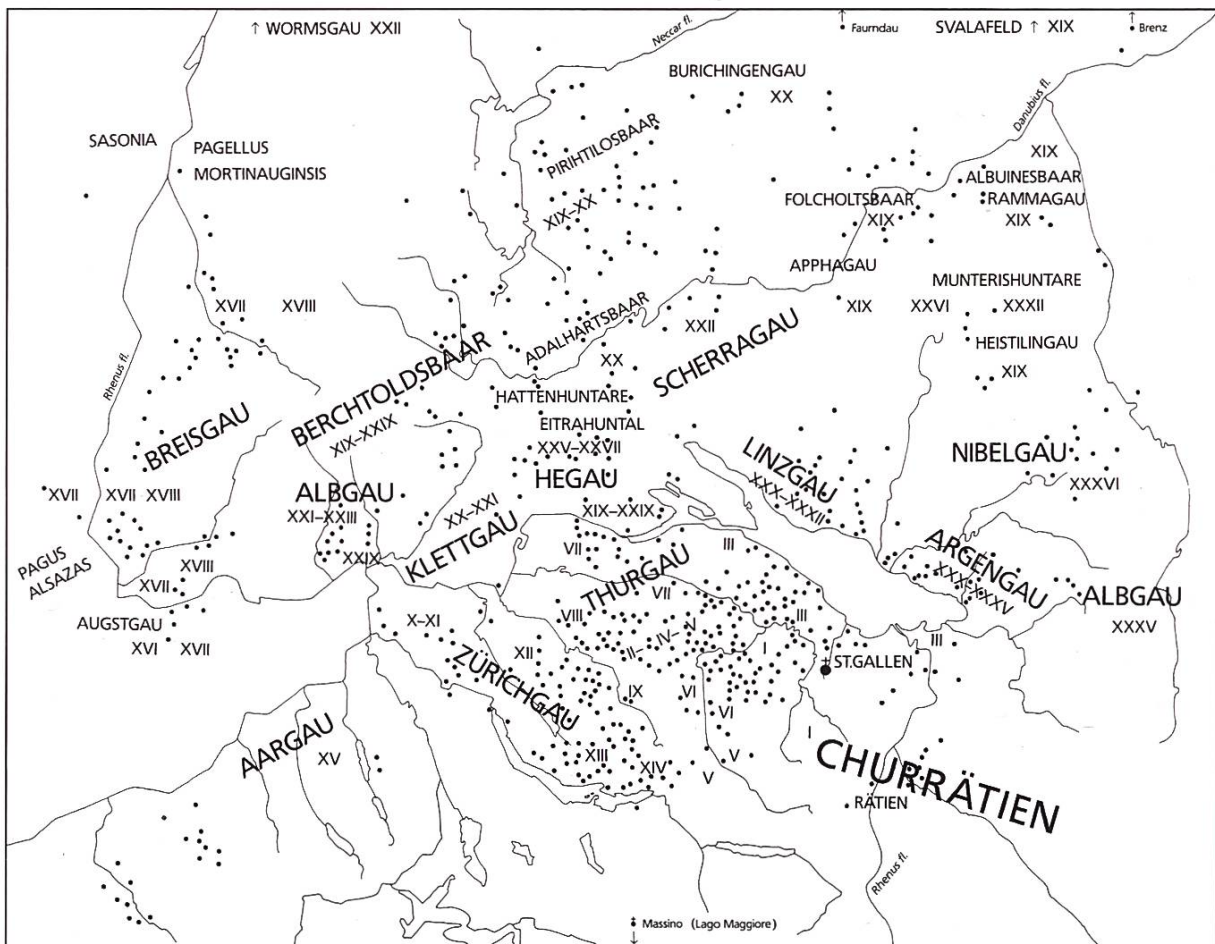 ↑ WORMSGAU XXII
Neccar fl.
Faurndau
SVALAFELD ↑ XIX
Brenz
BURICHINGENGAU
XX
Danubius fl.
SASONIA
PAGELLUS
MORTINAUGINSIS
PIRIHTILOSBAAR
XIX–XX
XIX
ALBUINESBAAR
FOLCHOLTSBAAR
XIX
RAMMAGAU
XIX
APPHAGAU
XIX
XXVI
MUNTERISHUNTARE
XXXII
HEISTILINGAU
XIX
XVII
XVIII
Rhenus fl.
ADALHARTSBAAR
XX
XXII
SCHERRAGAU
BERCHTOLDSBAAR
XIX–XXIX
HATTENHUNTARE
EITRAHUNTAL
XXV–XXVII
HEGAU
XIX–XXIX
BREISGAU
XVII
XVII
XVIII
ALBGAU
XXI–XXIII
XXIX
XX–XXI
KLETTGAU
LINZGAU
XXX–XXXII
NIBELGAU
XXXVI
PAGUS
ALSAZAS
XVIII
XVII
AUGSTGAU
XVI
XVII
VII
THURGAU
III
VII
VIII
II–
IV–
V
III
I
ARGENGAU
XXX–XXXV
ALBGAU
XXXV
III
X–XI
XII
ZÜRICHGAU
IX
VI
VI
ST.GALLEN
I
AARGAU
XV
XIII
XIV
V
V
CHURRÄTIEN
RÄTIEN
Rhenus fl.
Massino (Lago Maggiore)